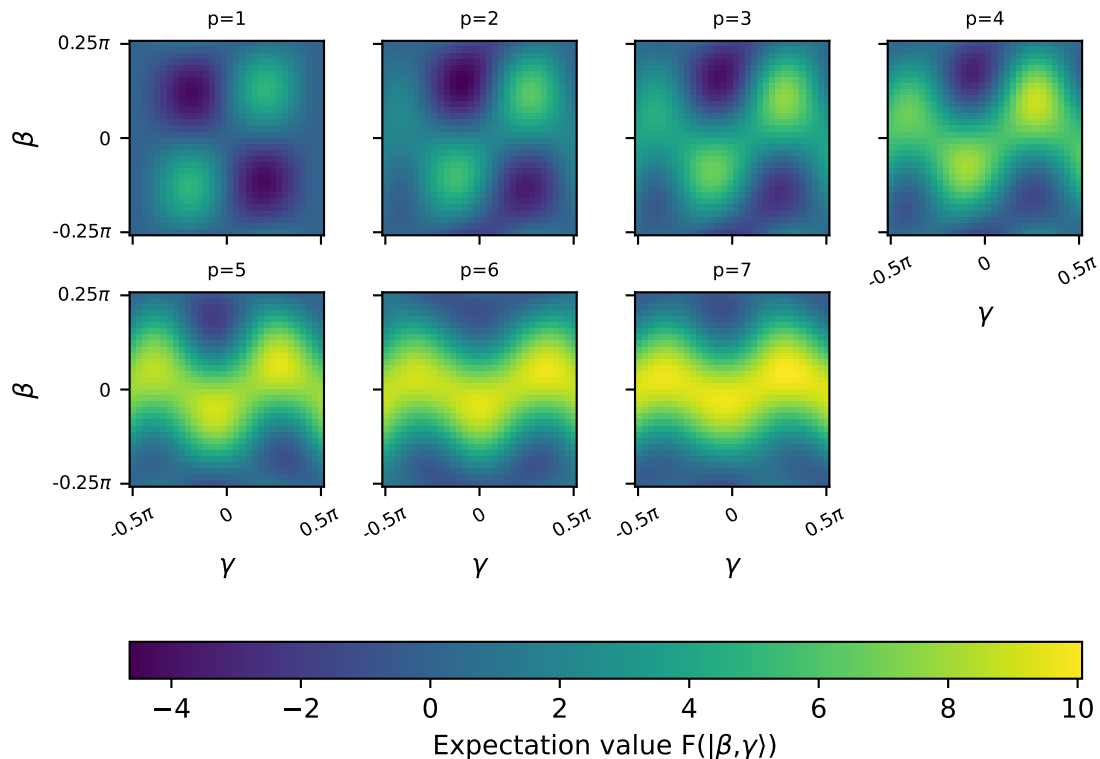 p=1 p=2 p=3 p=4
0.25π
β
0
-0.25π
-0.5π 0 0.5π
γ
p=5 p=6 p=7
0.25π
β
0
-0.25π
-0.5π 0 0.5π -0.5π 0 0.5π -0.5π 0 0.5π
γ γ γ
−4 −2 0 2 4 6 8 10
Expectation value F(|β,γ⟩)